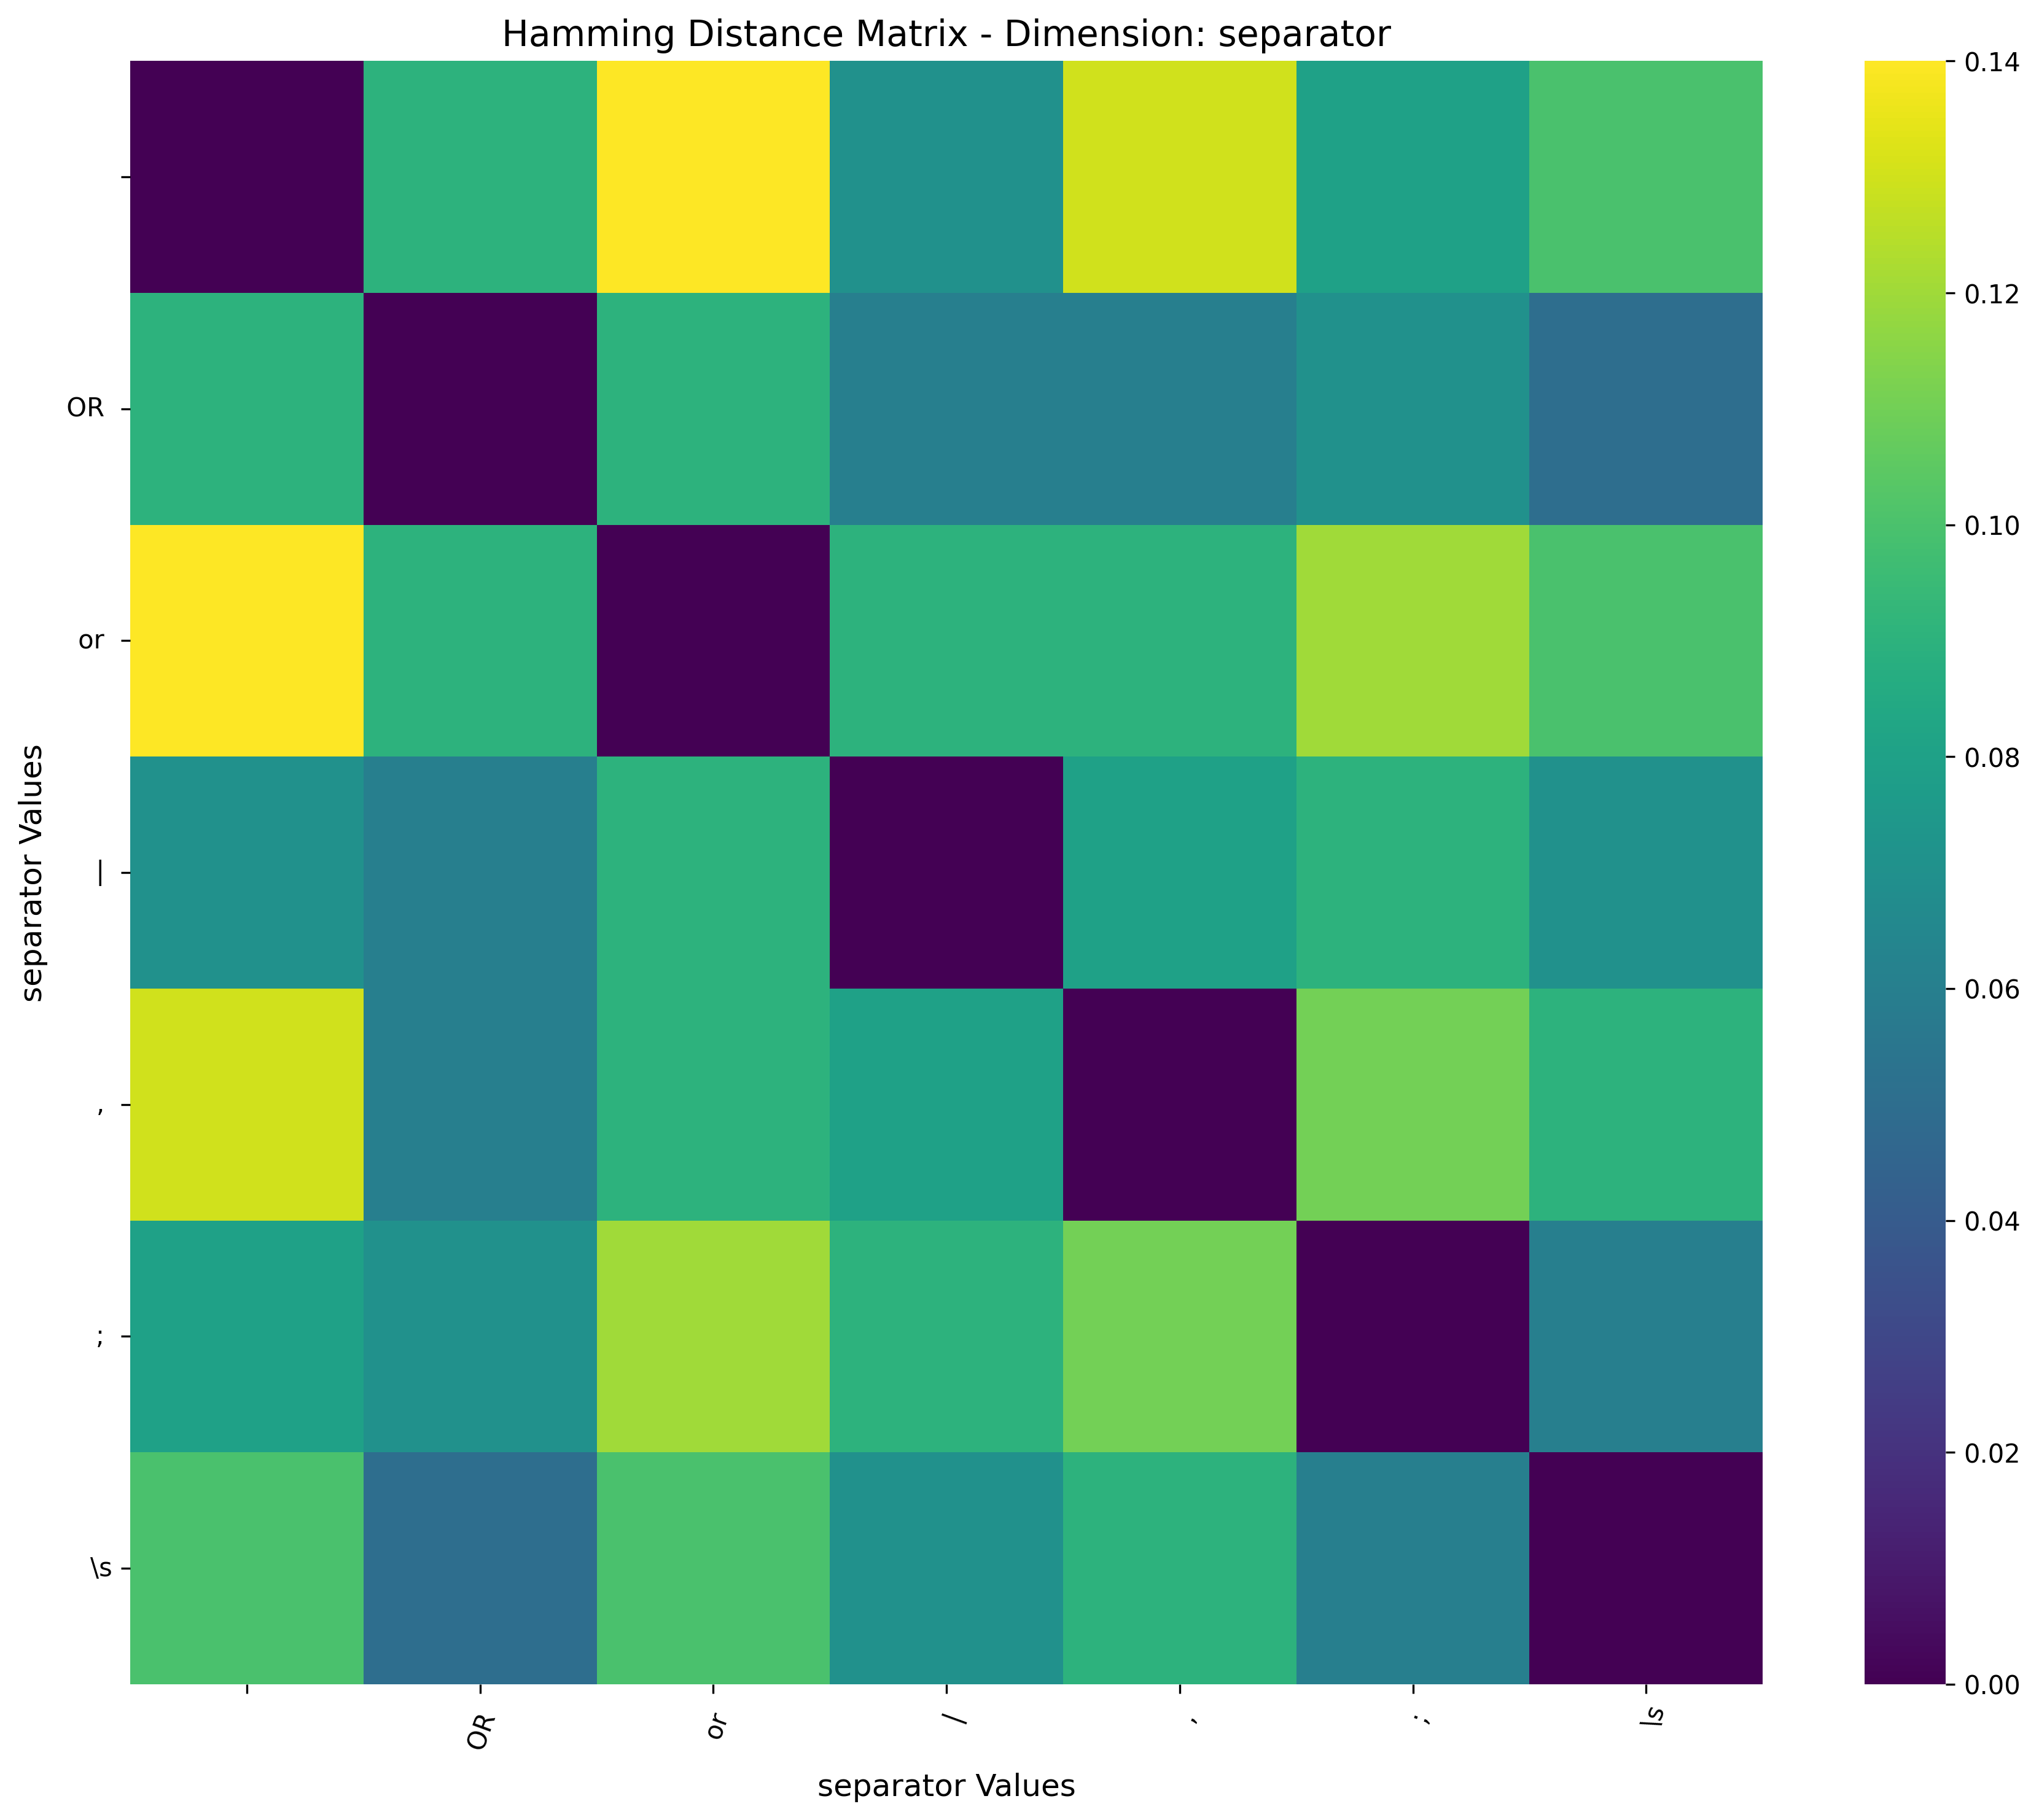 Hamming Distance Matrix - Dimension: separator
separator Values
OR
or
|
,
;
\s
OR
or
|
,
;
\s
separator Values
0.14
0.12
0.10
0.08
0.06
0.04
0.02
0.00